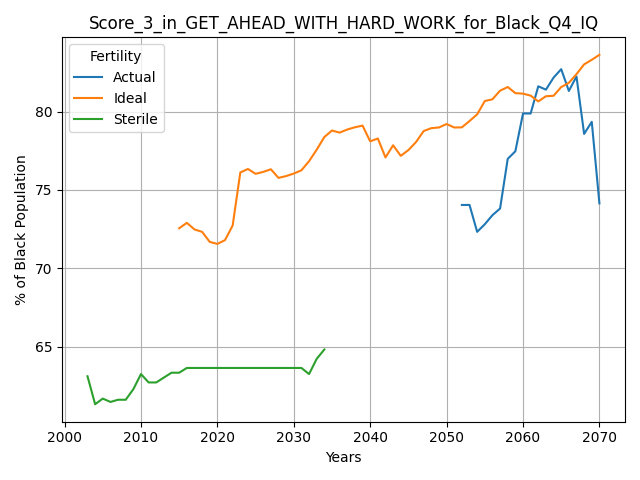 Score_3_in_GET_AHEAD_WITH_HARD_WORK_for_Black_Q4_IQ
Fertility
Actual
Ideal
Sterile
% of Black Population
80
75
70
65
2000 2010 2020 2030 2040 2050 2060 2070
Years